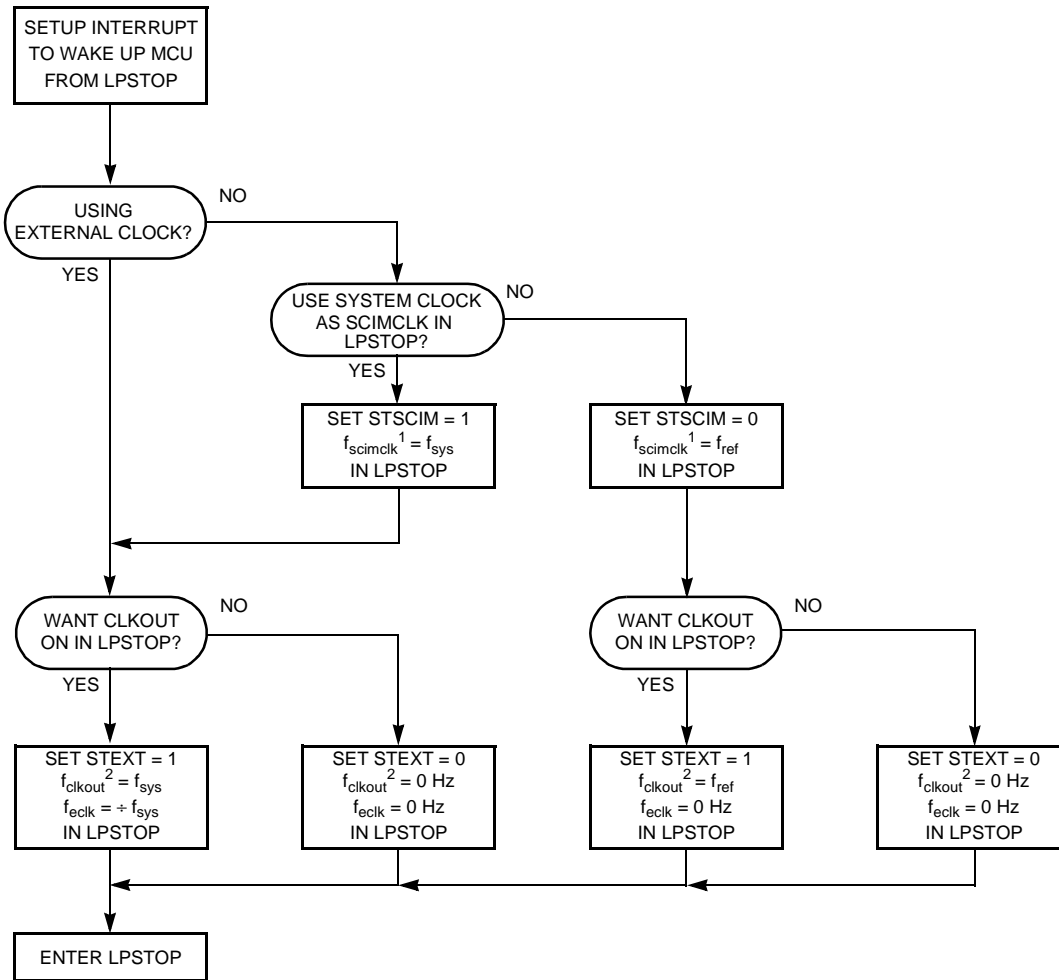 SETUP INTERRUPT
TO WAKE UP MCU
FROM LPSTOP
USING
EXTERNAL CLOCK?
NO
YES
USE SYSTEM CLOCK
AS SCIMCLK IN
LPSTOP?
NO
YES
SET STSCIM = 1
fscimclk¹ = fsys
IN LPSTOP
SET STSCIM = 0
fscimclk¹ = fref
IN LPSTOP
WANT CLKOUT
ON IN LPSTOP?
NO
YES
WANT CLKOUT
ON IN LPSTOP?
NO
YES
SET STEXT = 1
fclkout² = fsys
feclk = ÷ fsys
IN LPSTOP
SET STEXT = 0
fclkout² = 0 Hz
feclk = 0 Hz
IN LPSTOP
SET STEXT = 1
fclkout² = fref
feclk = 0 Hz
IN LPSTOP
SET STEXT = 0
fclkout² = 0 Hz
feclk = 0 Hz
IN LPSTOP
ENTER LPSTOP